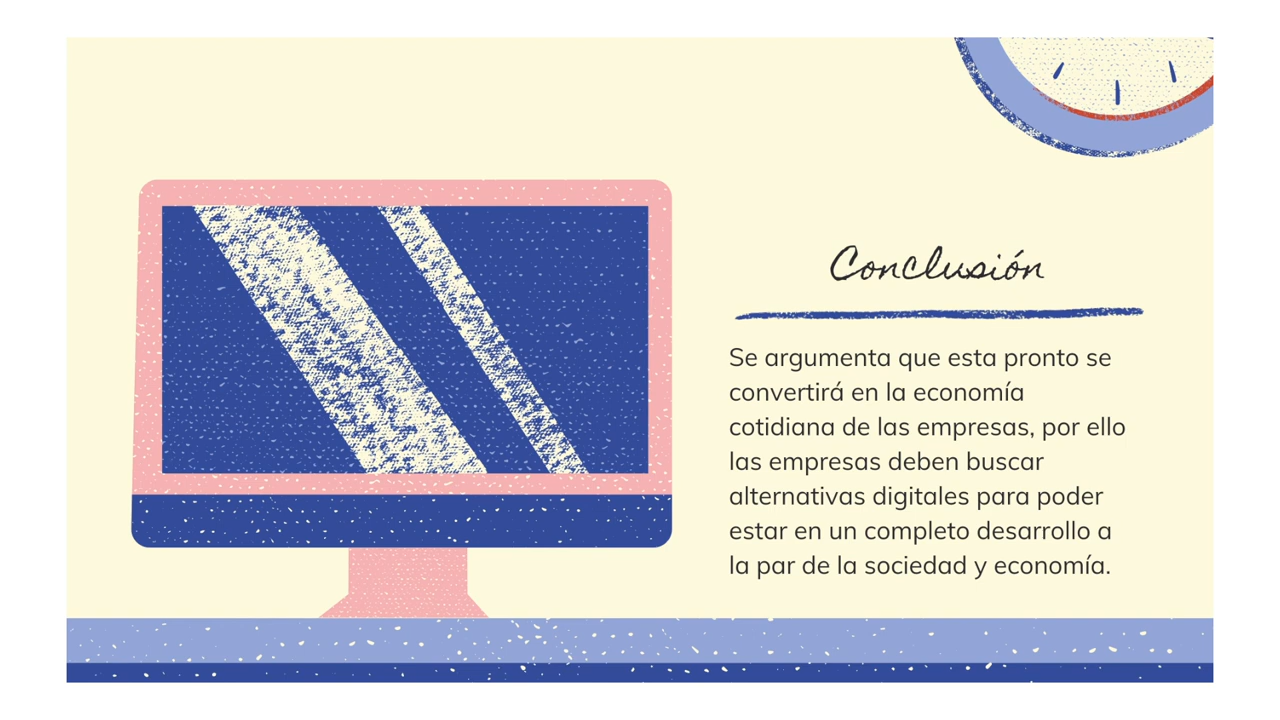 Conclusión
Se argumenta que esta pronto se
convertirá en la economía
cotidiana de las empresas, por ello
las empresas deben buscar
alternativas digitales para poder
estar en un completo desarrollo a
la par de la sociedad y economía.